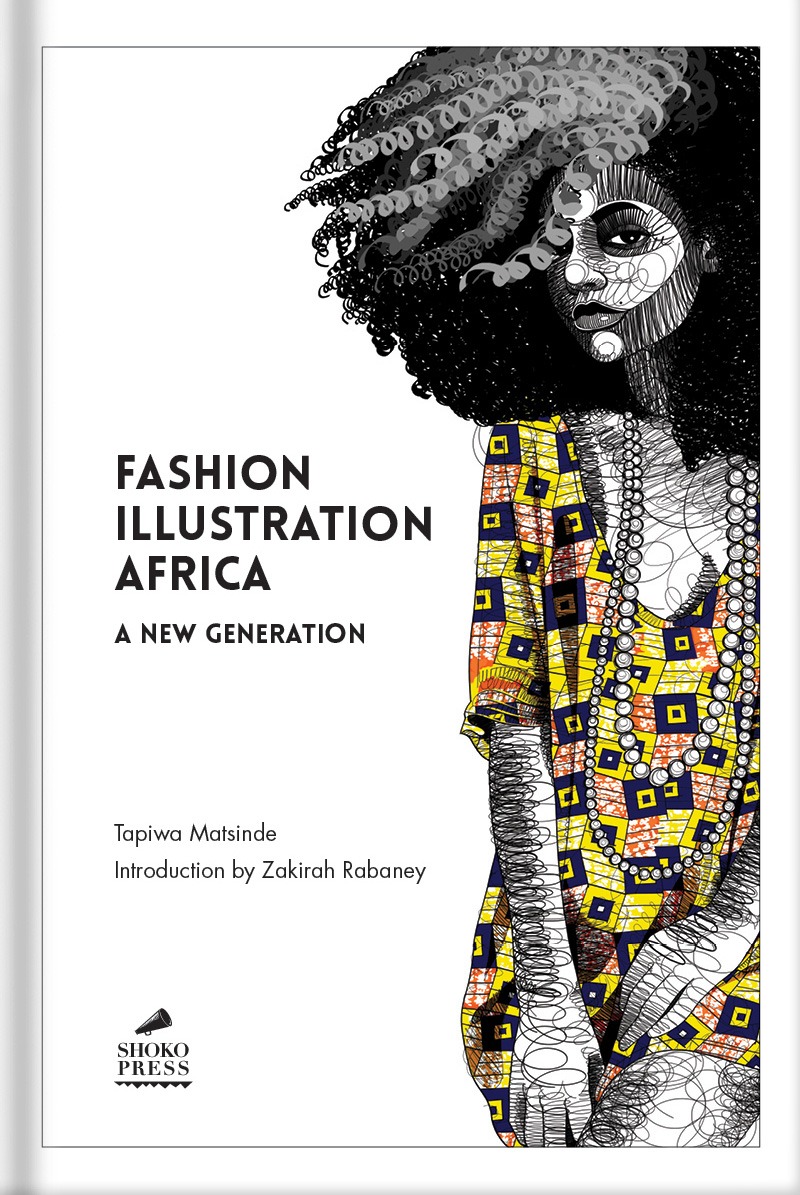 FASHION
ILLUSTRATION
AFRICA
A NEW GENERATION
Tapiwa Matsinde
Introduction by Zakirah Rabaney
SHOKO
PRESS